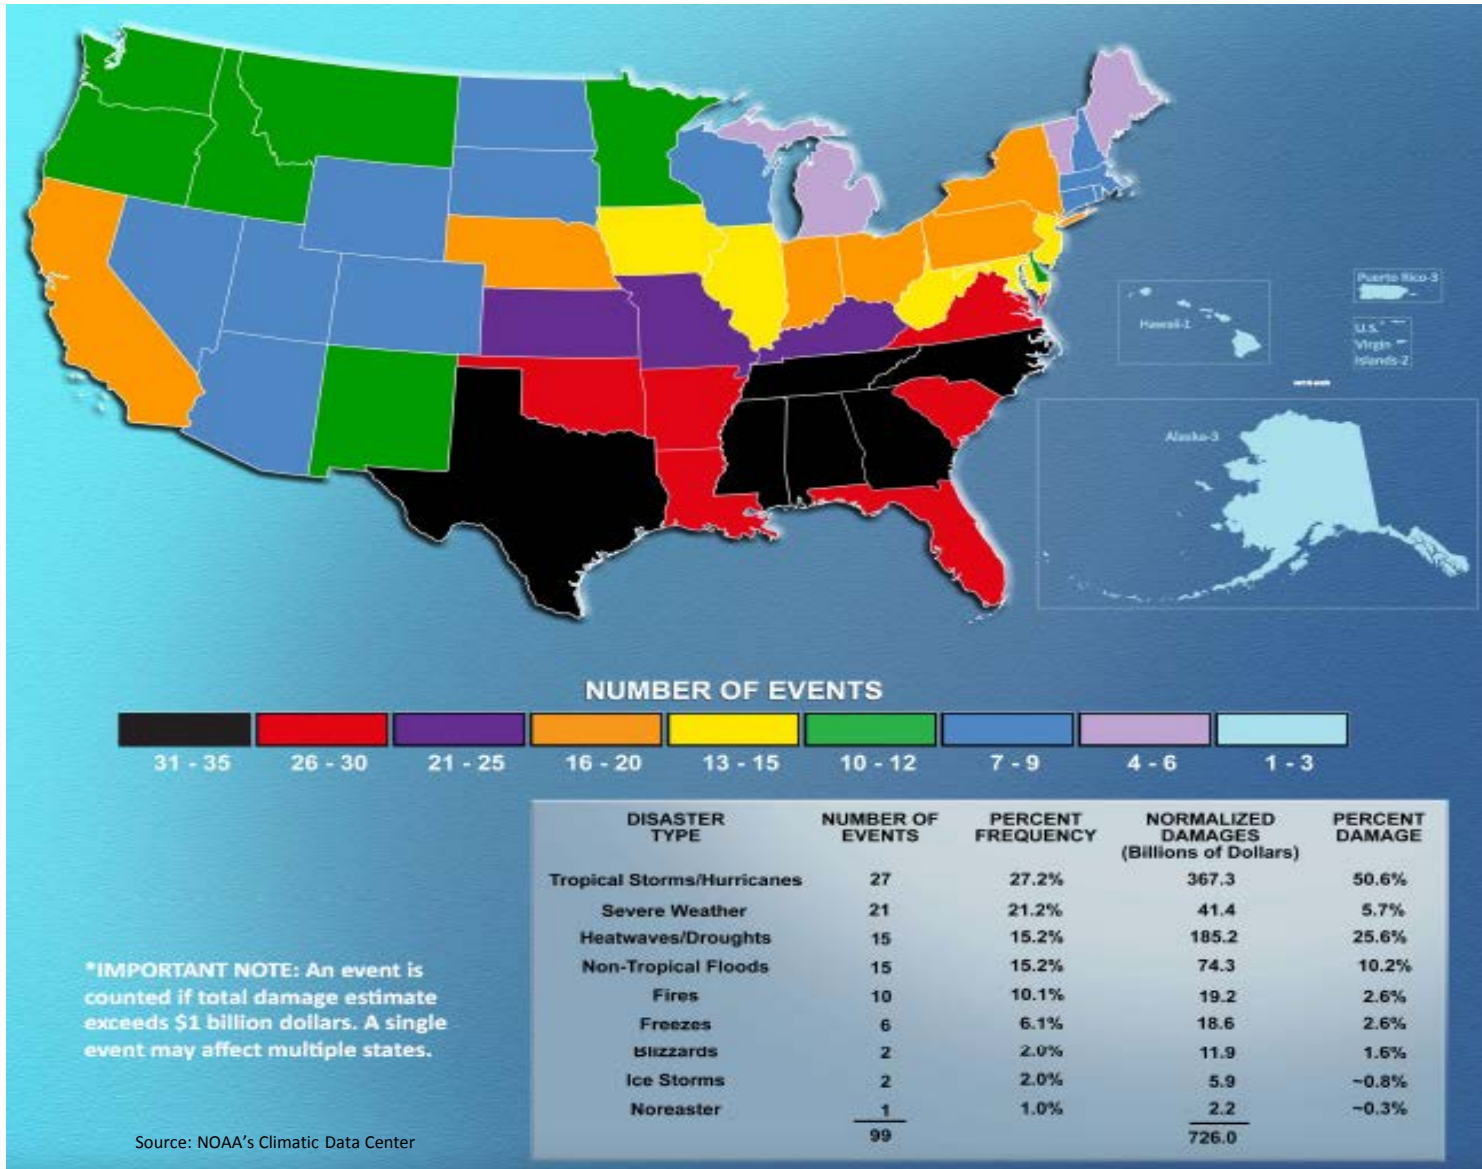 Puerto Rico-3
Hawaii-1
U.S.
Virgin
Islands-2
Alaska-3
NUMBER OF EVENTS
31 - 35 26 - 30 21 - 25 16 - 20 13 - 15 10 - 12 7 - 9 4 - 6 1 - 3
DISASTER NUMBER OF PERCENT NORMALIZED PERCENT
TYPE EVENTS FREQUENCY DAMAGES DAMAGE
(Billions of Dollars)
Tropical Storms/Hurricanes 27 27.2% 367.3 50.6%
Severe Weather 21 21.2% 41.4 5.7%
Heatwaves/Droughts 15 15.2% 185.2 25.6%
Non-Tropical Floods 15 15.2% 74.3 10.2%
Fires 10 10.1% 19.2 2.6%
Freezes 6 6.1% 18.6 2.6%
Blizzards 2 2.0% 11.9 1.6%
Ice Storms 2 2.0% 5.9 ~0.8%
Noreaster 1 1.0% 2.2 ~0.3%
99 726.0
*IMPORTANT NOTE: An event is
counted if total damage estimate
exceeds $1 billion dollars. A single
event may affect multiple states.
Source: NOAA's Climatic Data Center